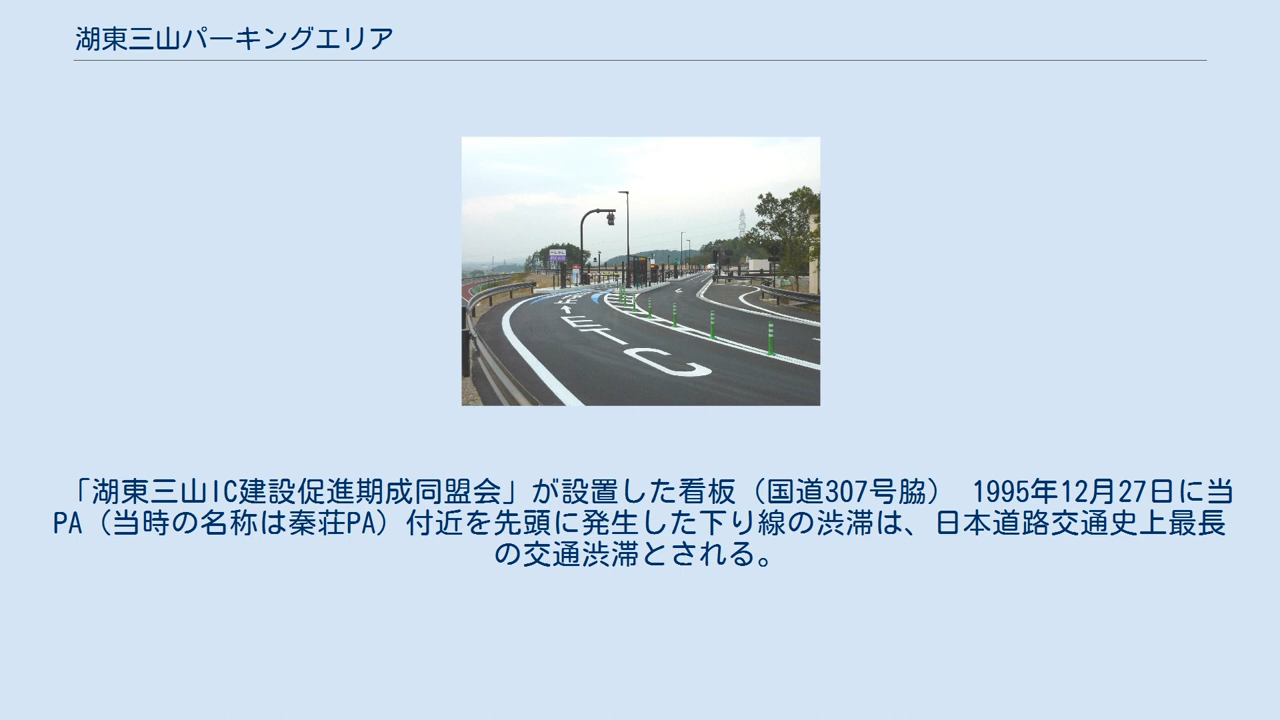 湖東三山パーキングエリア
ETC
「湖東三山IC建設促進期成同盟会」が設置した看板（国道307号脇） 1995年12月27日に当
PA（当時の名称は秦荘PA）付近を先頭に発生した下り線の渋滞は、日本道路交通史上最長
の交通渋滞とされる。